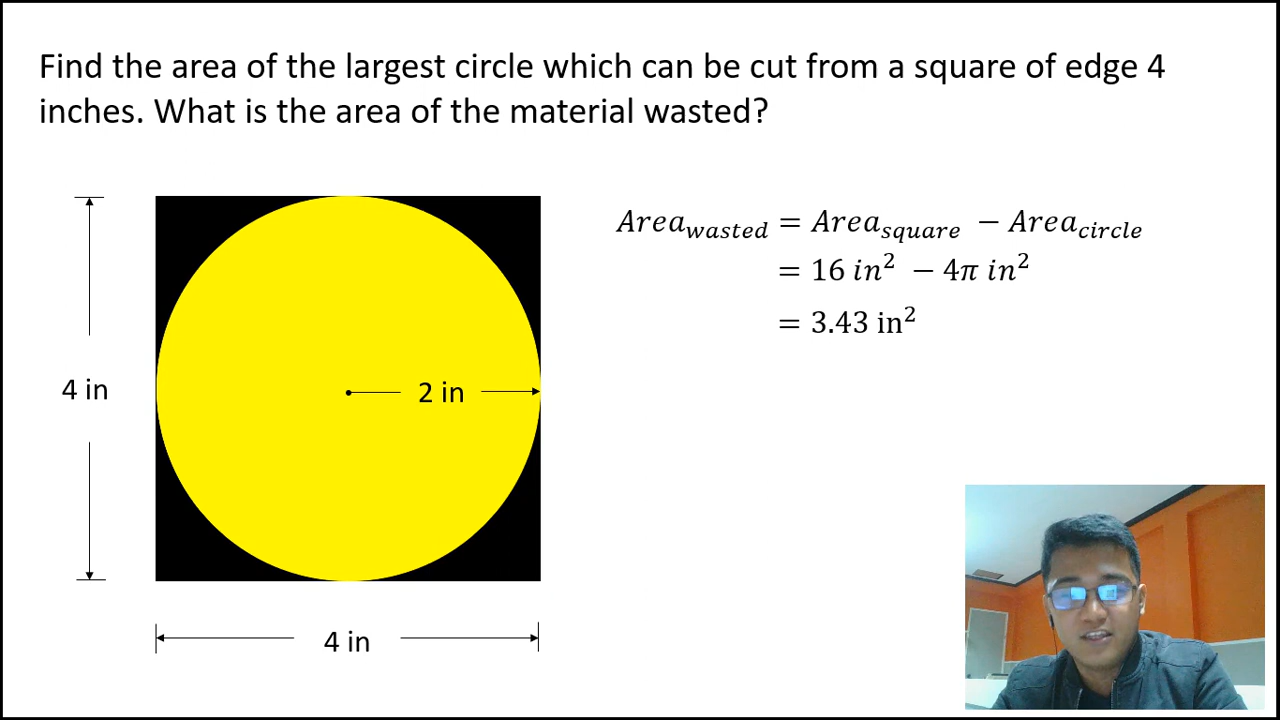 Find the area of the largest circle which can be cut from a square of edge 4
inches. What is the area of the material wasted?
Area_wasted = Area_square − Area_circle
= 16 in² − 4π in²
= 3.43 in²
4 in
2 in
4 in